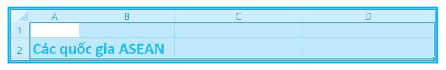 A B C D
1
2 Các quốc gia ASEAN